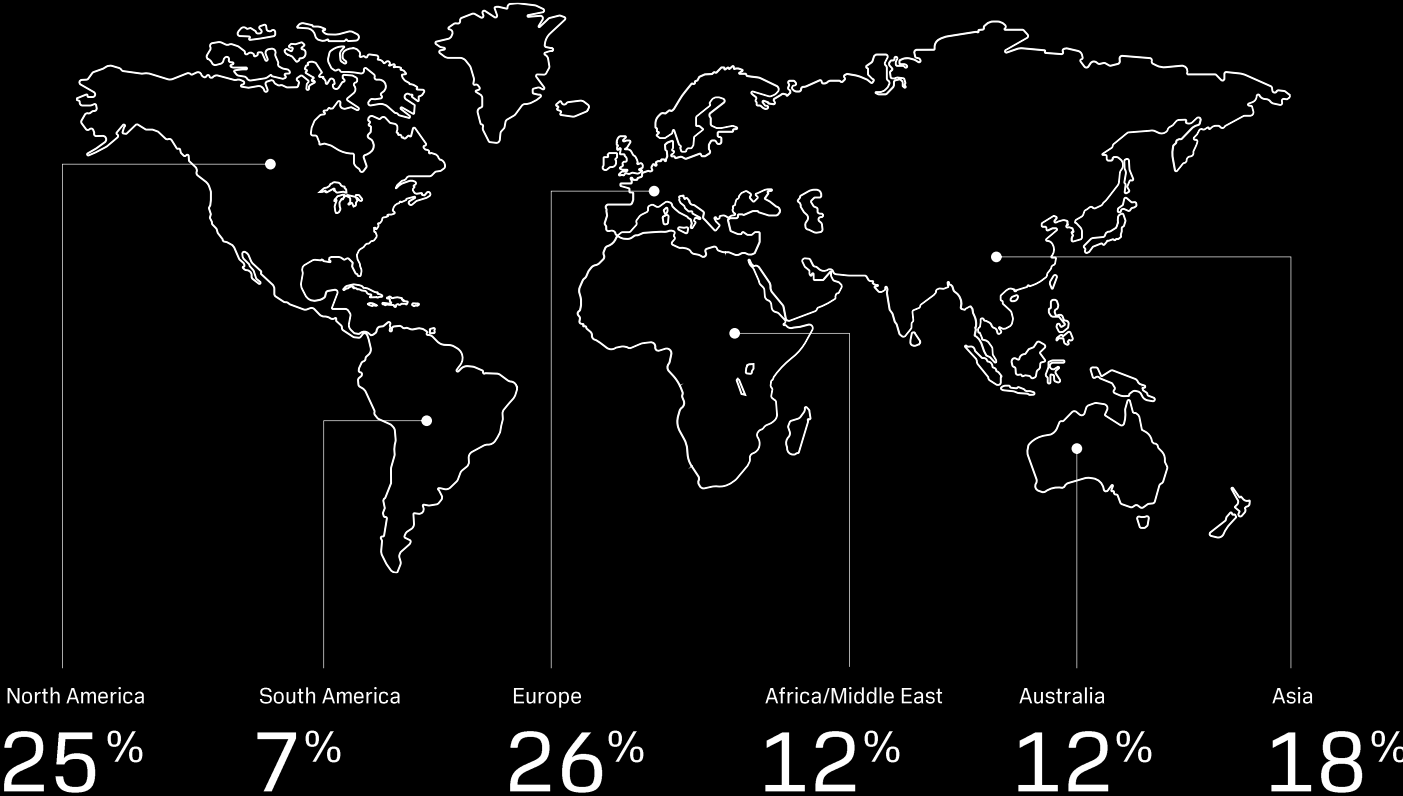 North America South America Europe Africa/Middle East Australia Asia
25% 7% 26% 12% 12% 18%